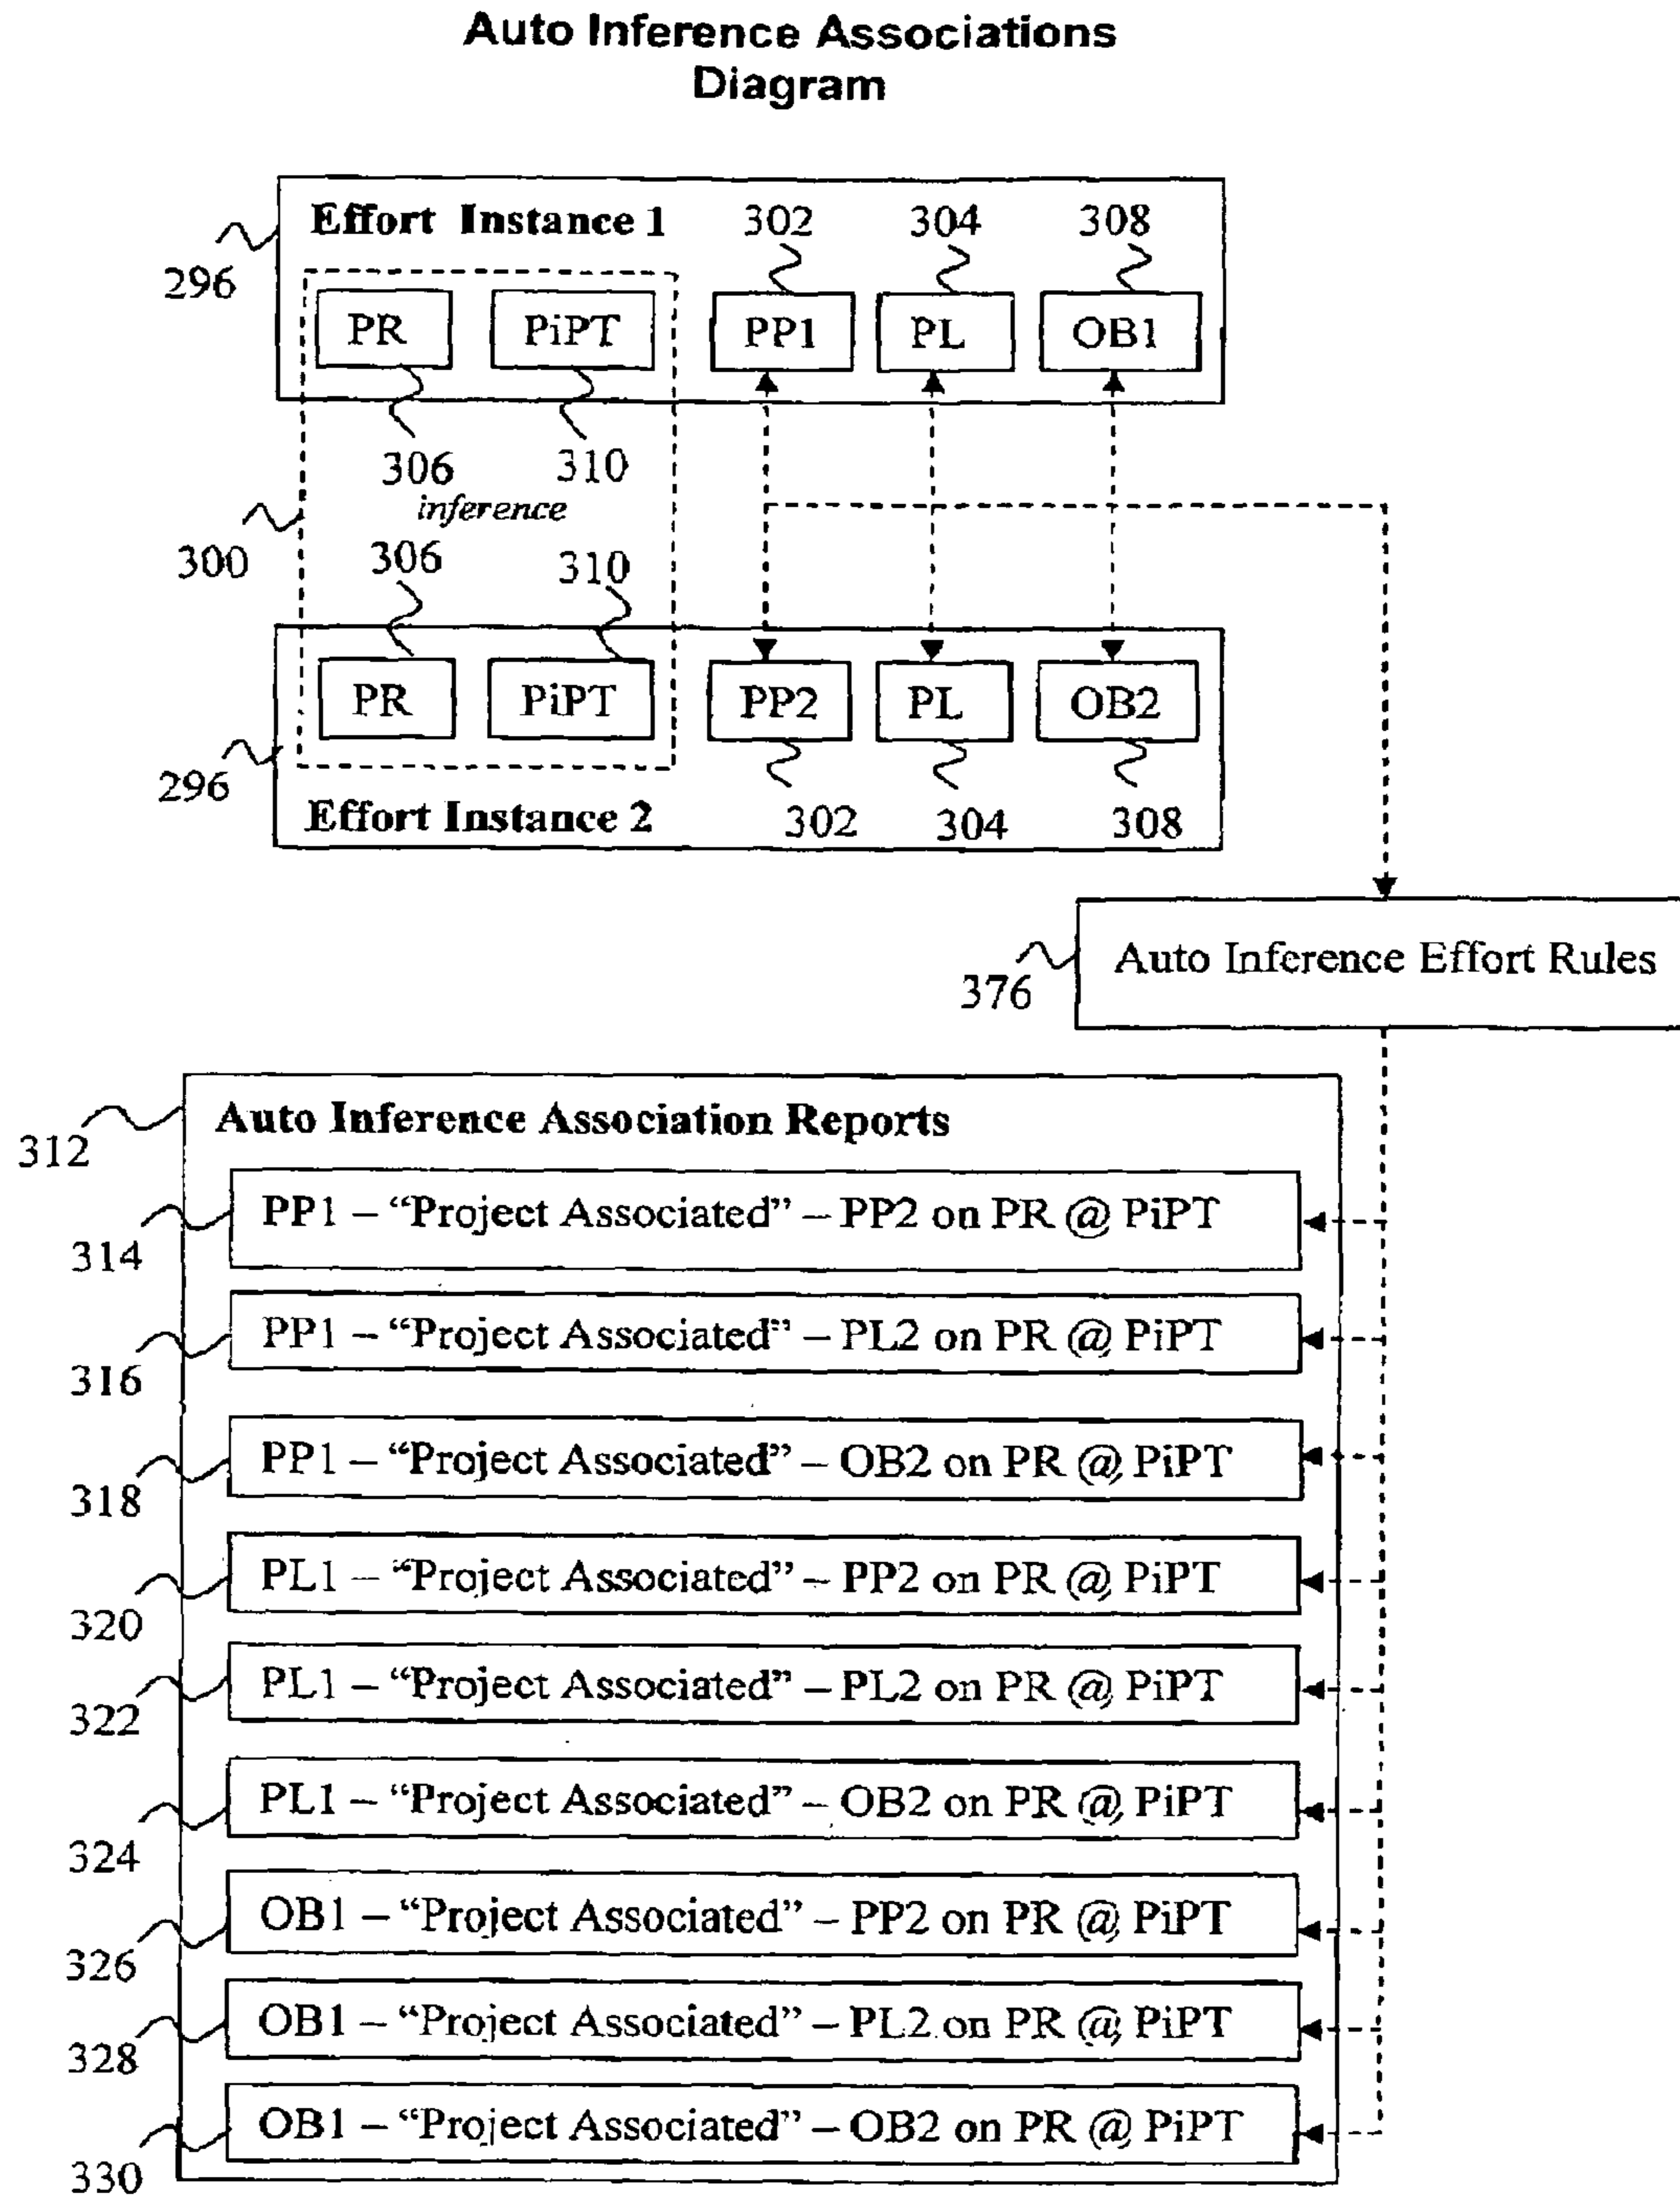 Auto Inference Associations
Diagram
Effort Instance 1
302
304
308
296
PR
PiPT
PP1
PL
OB1
306
310
inference
300
306
310
PR
PiPT
PP2
PL
OB2
296
Effort Instance 2
302
304
308
Auto Inference Effort Rules
376
Auto Inference Association Reports
312
PP1 – “Project Associated” – PP2 on PR @ PiPT
314
PP1 – “Project Associated” – PL2 on PR @ PiPT
316
PP1 – “Project Associated” – OB2 on PR @ PiPT
318
PL1 – “Project Associated” – PP2 on PR @ PiPT
320
PL1 – “Project Associated” – PL2 on PR @ PiPT
322
PL1 – “Project Associated” – OB2 on PR @ PiPT
324
OB1 – “Project Associated” – PP2 on PR @ PiPT
326
OB1 – “Project Associated” – PL2 on PR @ PiPT
328
OB1 – “Project Associated” – OB2 on PR @ PiPT
330